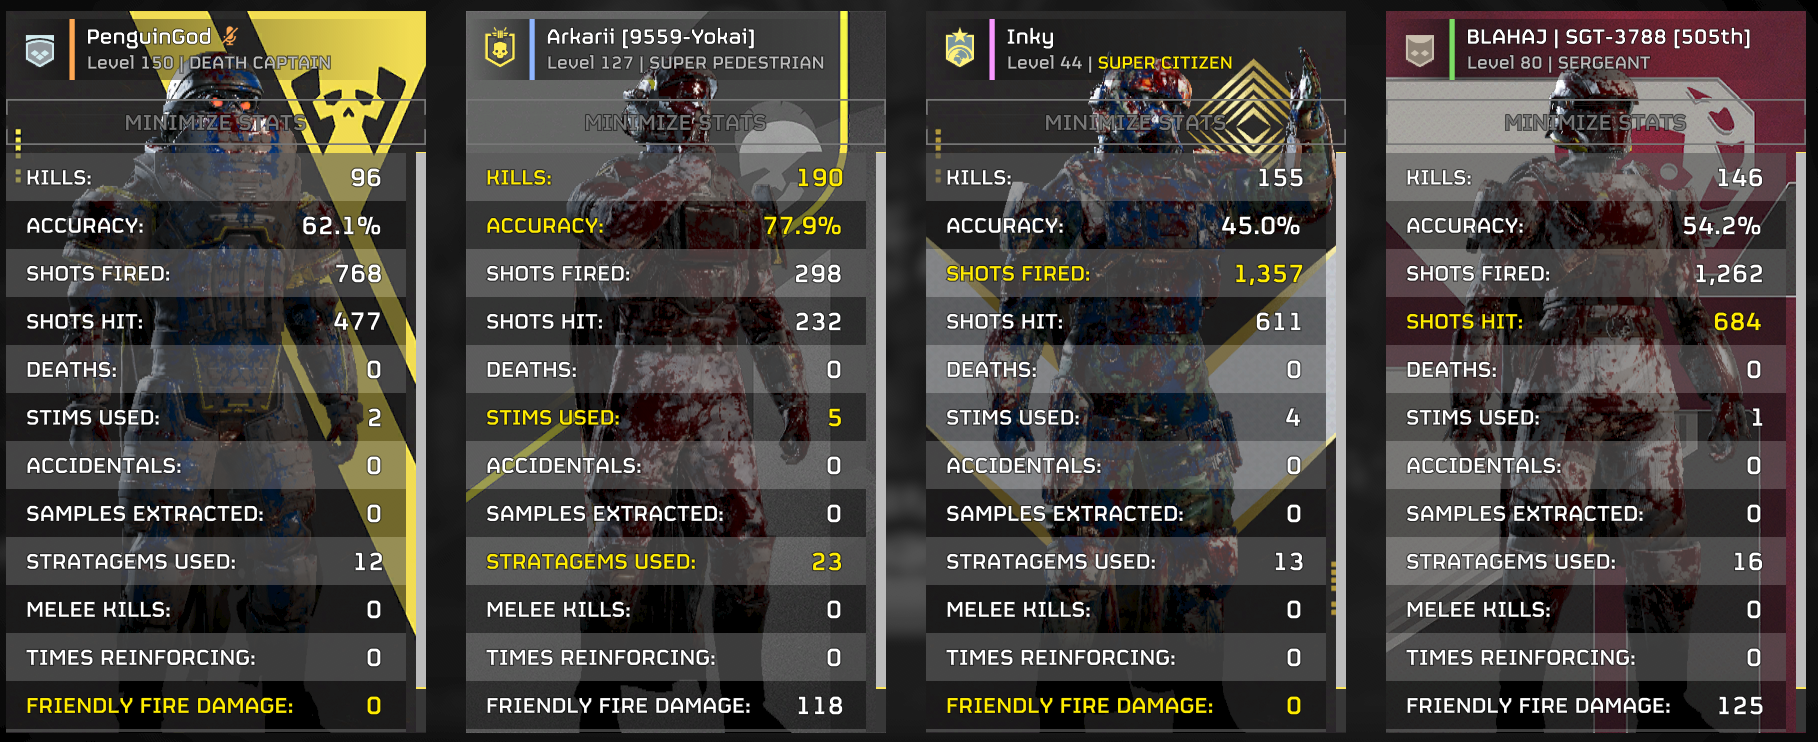 PenguinGod
Level 150 | DEATH CAPTAIN
MINIMIZE STATS
KILLS: 96
ACCURACY: 62.1%
SHOTS FIRED: 768
SHOTS HIT: 477
DEATHS: 0
STIMS USED: 2
ACCIDENTALS: 0
SAMPLES EXTRACTED: 0
STRATAGEMS USED: 12
MELEE KILLS: 0
TIMES REINFORCING: 0
FRIENDLY FIRE DAMAGE: 0
Arkarii [9559-Yokai]
Level 127 | SUPER PEDESTRIAN
MINIMIZE STATS
KILLS: 190
ACCURACY: 77.9%
SHOTS FIRED: 298
SHOTS HIT: 232
DEATHS: 0
STIMS USED: 5
ACCIDENTALS: 0
SAMPLES EXTRACTED: 0
STRATAGEMS USED: 23
MELEE KILLS: 0
TIMES REINFORCING: 0
FRIENDLY FIRE DAMAGE: 118
Inky
Level 44 | SUPER CITIZEN
MINIMIZE STATS
KILLS: 155
ACCURACY: 45.0%
SHOTS FIRED: 1,357
SHOTS HIT: 611
DEATHS: 0
STIMS USED: 4
ACCIDENTALS: 0
SAMPLES EXTRACTED: 0
STRATAGEMS USED: 13
MELEE KILLS: 0
TIMES REINFORCING: 0
FRIENDLY FIRE DAMAGE: 0
BLAHAJ | SGT-3788 [505th]
Level 80 | SERGEANT
MINIMIZE STATS
KILLS: 146
ACCURACY: 54.2%
SHOTS FIRED: 1,262
SHOTS HIT: 684
DEATHS: 0
STIMS USED: 1
ACCIDENTALS: 0
SAMPLES EXTRACTED: 0
STRATAGEMS USED: 16
MELEE KILLS: 0
TIMES REINFORCING: 0
FRIENDLY FIRE DAMAGE: 125